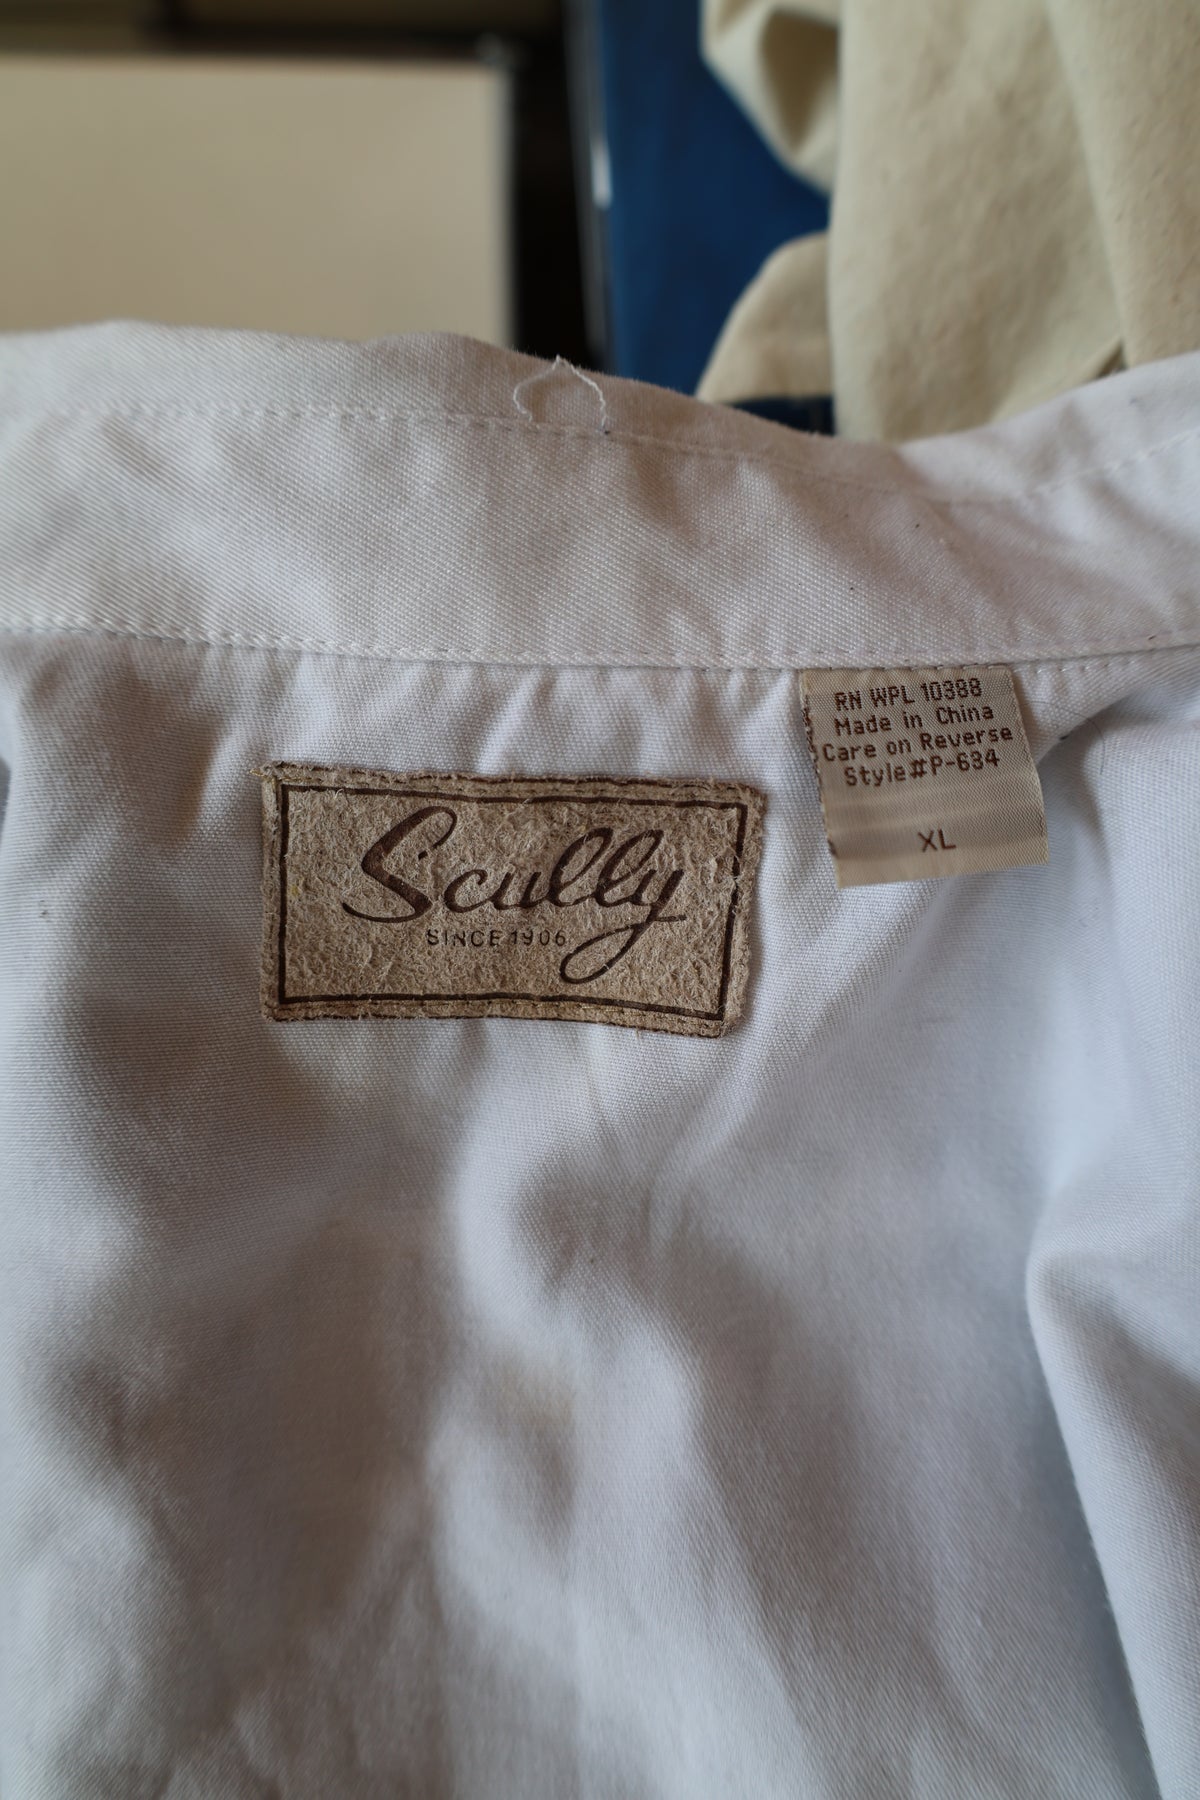 Scully
SINCE 1906
RN WPL 10388
Made in China
Care on Reverse
Style#P-634
XL